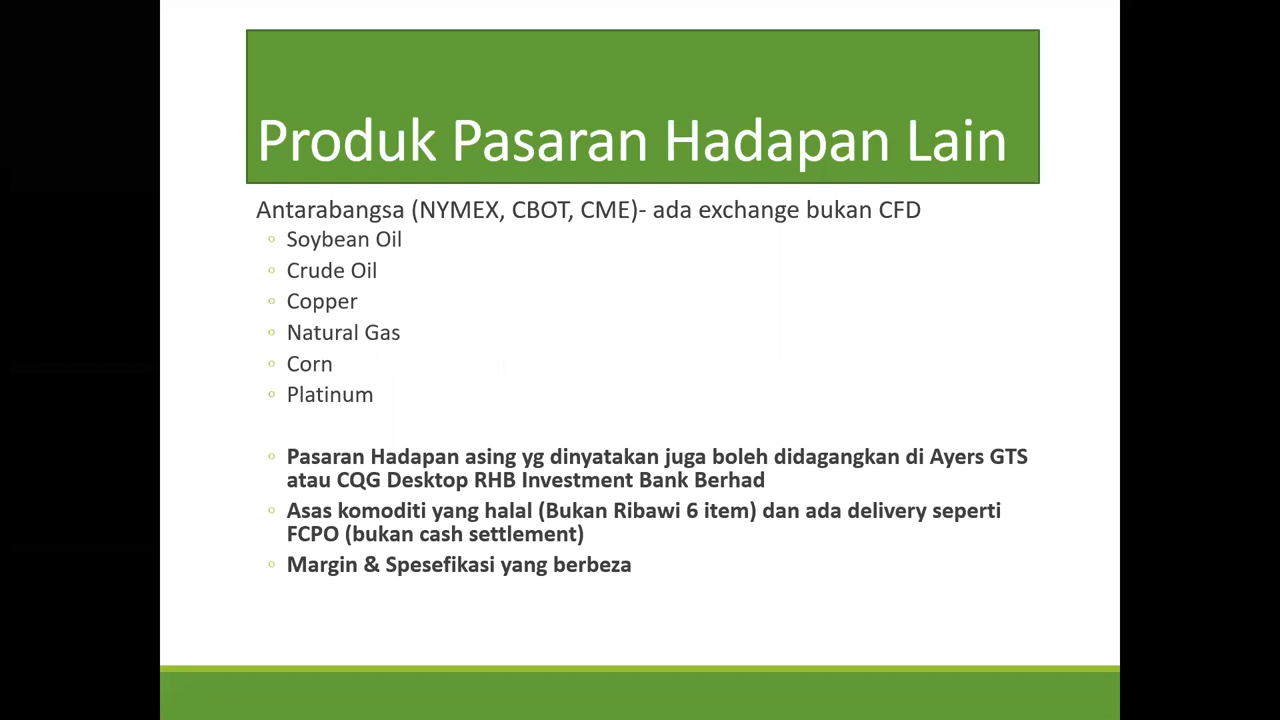 Produk Pasaran Hadapan Lain
Antarabangsa (NYMEX, CBOT, CME)- ada exchange bukan CFD
Soybean Oil
Crude Oil
Copper
Natural Gas
Corn
Platinum
Pasaran Hadapan asing yg dinyatakan juga boleh didagangkan di Ayers GTS
atau CQG Desktop RHB Investment Bank Berhad
Asas komoditi yang halal (Bukan Ribawi 6 item) dan ada delivery seperti
FCPO (bukan cash settlement)
Margin & Spesefikasi yang berbeza